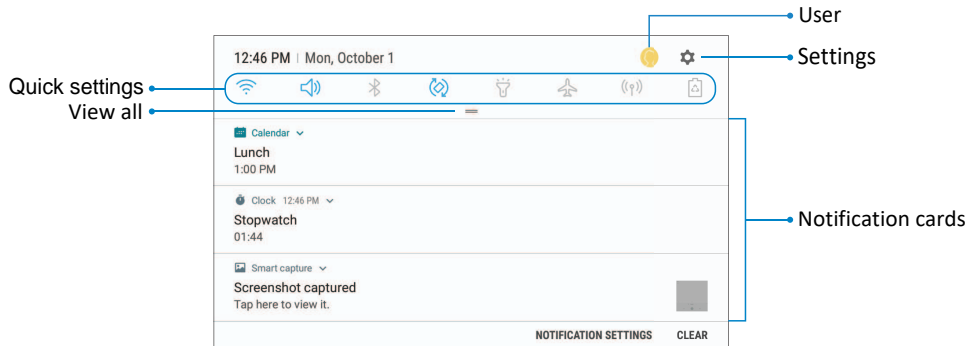 User
12:46 PM | Mon, October 1
Settings
Quick settings
View all
Calendar
Lunch
1:00 PM
Clock 12:46 PM
Stopwatch
01:44
Notification cards
Smart capture
Screenshot captured
Tap here to view it.
NOTIFICATION SETTINGS CLEAR